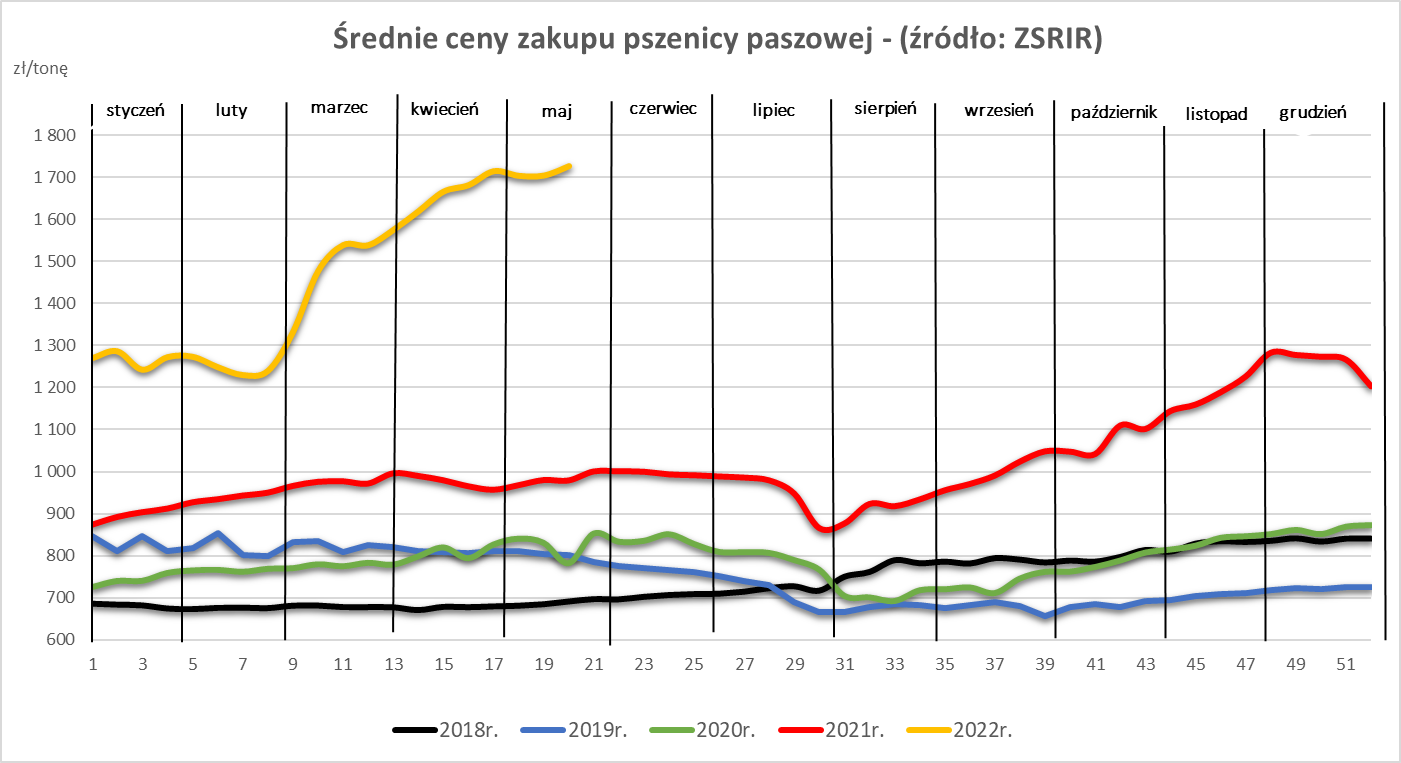 Średnie ceny zakupu pszenicy paszowej - (źródło: ZSRIR)
zł/tonę
styczeń luty marzec kwiecień maj czerwiec lipiec sierpień wrzesień październik listopad grudzień
1 800
1 700
1 600
1 500
1 400
1 300
1 200
1 100
1 000
900
800
700
600
1 3 5 7 9 11 13 15 17 19 21 23 25 27 29 31 33 35 37 39 41 43 45 47 49 51
2018r. 2019r. 2020r. 2021r. 2022r.